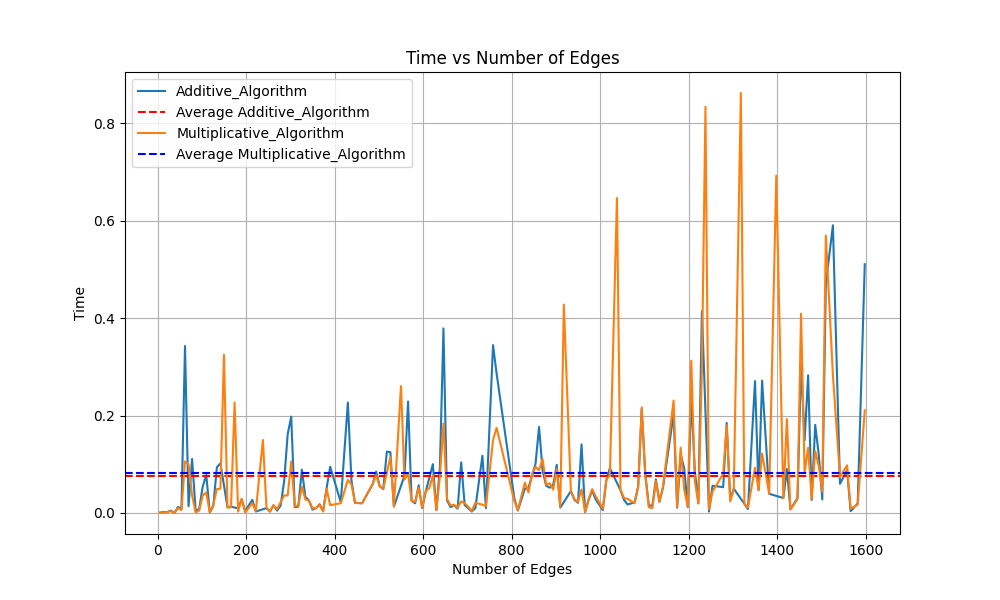 Time vs Number of Edges
Additive_Algorithm
Average Additive_Algorithm
Multiplicative_Algorithm
Average Multiplicative_Algorithm
0.8
0.6
0.4
0.2
0.0
Time
0 200 400 600 800 1000 1200 1400 1600
Number of Edges